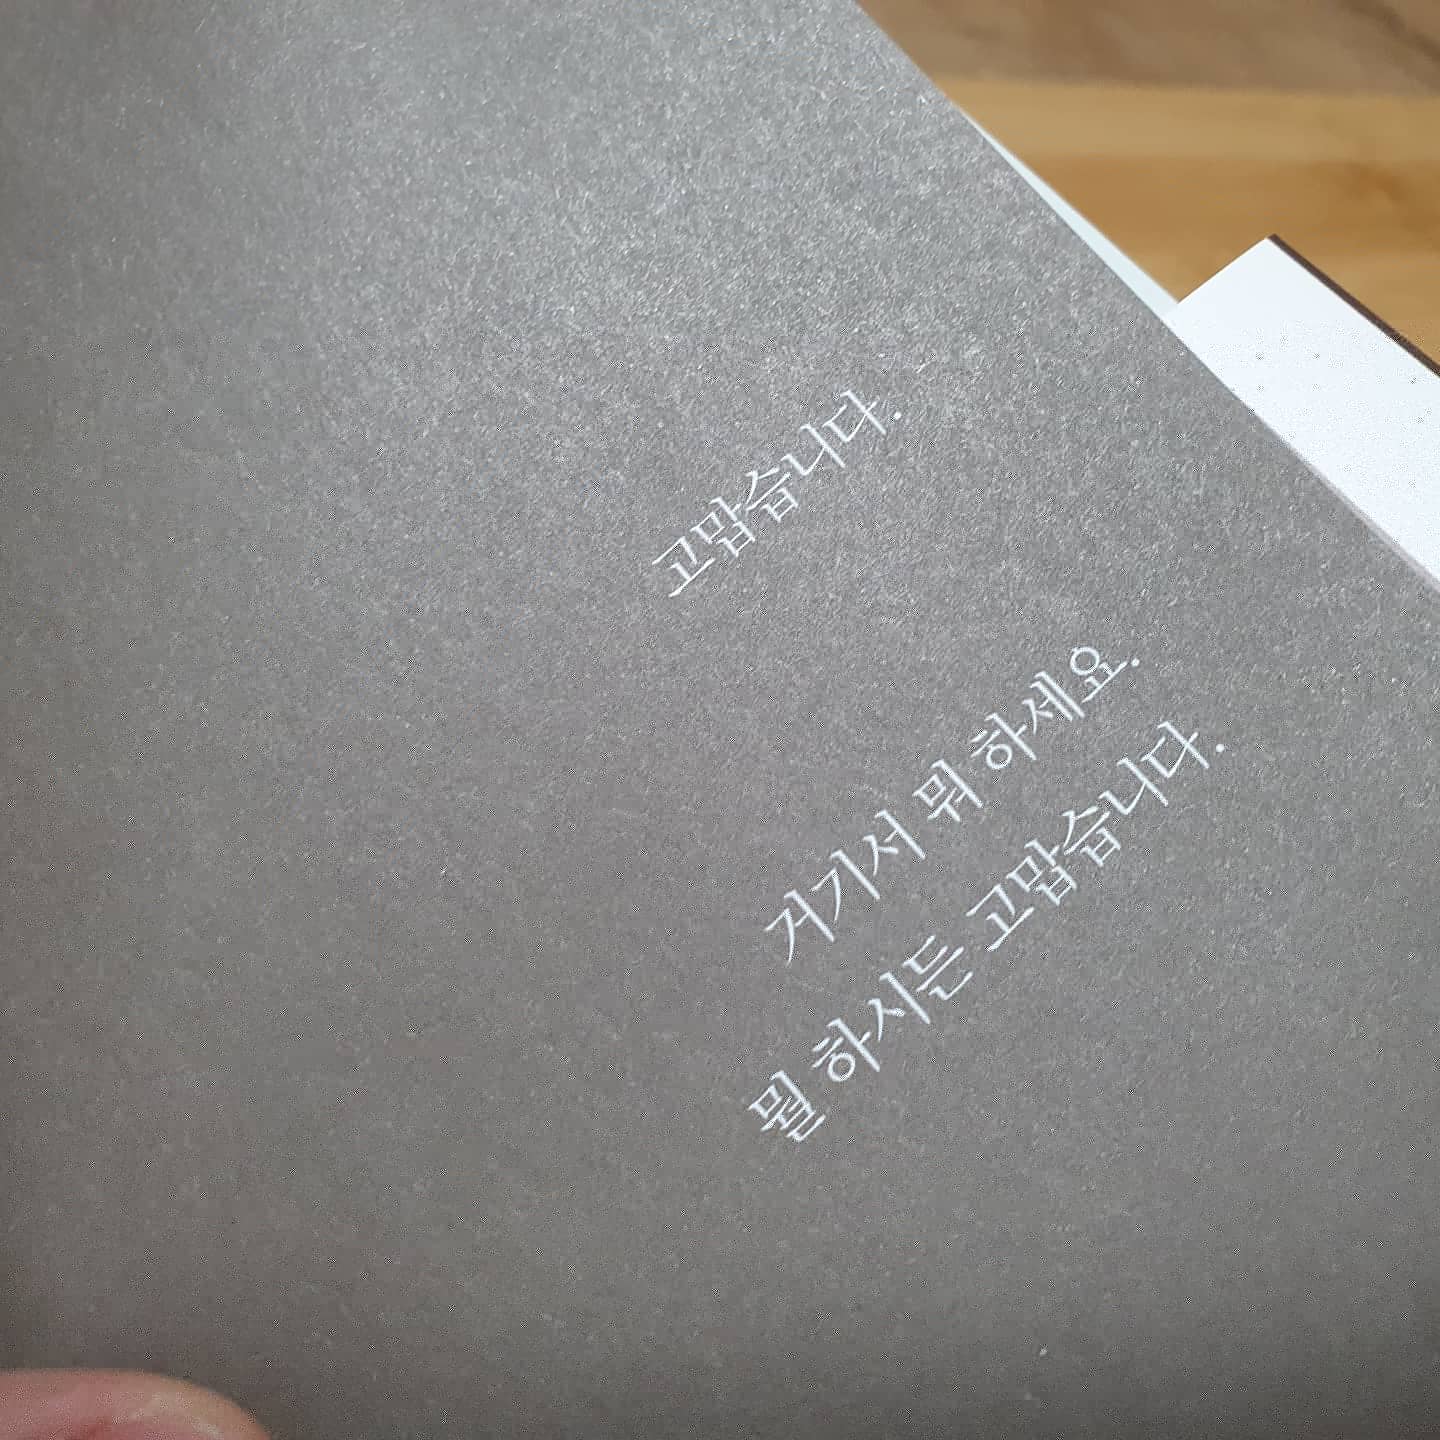 고맙습니다.
거기서 뭐 하세요.
뭘 하시든 고맙습니다.